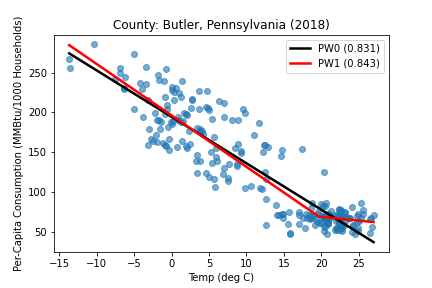 County: Butler, Pennsylvania (2018)
PW0 (0.831)
PW1 (0.843)
Per-Capita Consumption (MMBtu/1000 Households)
250
200
150
100
50
−15
−10
−5
0
5
10
15
20
25
Temp (deg C)